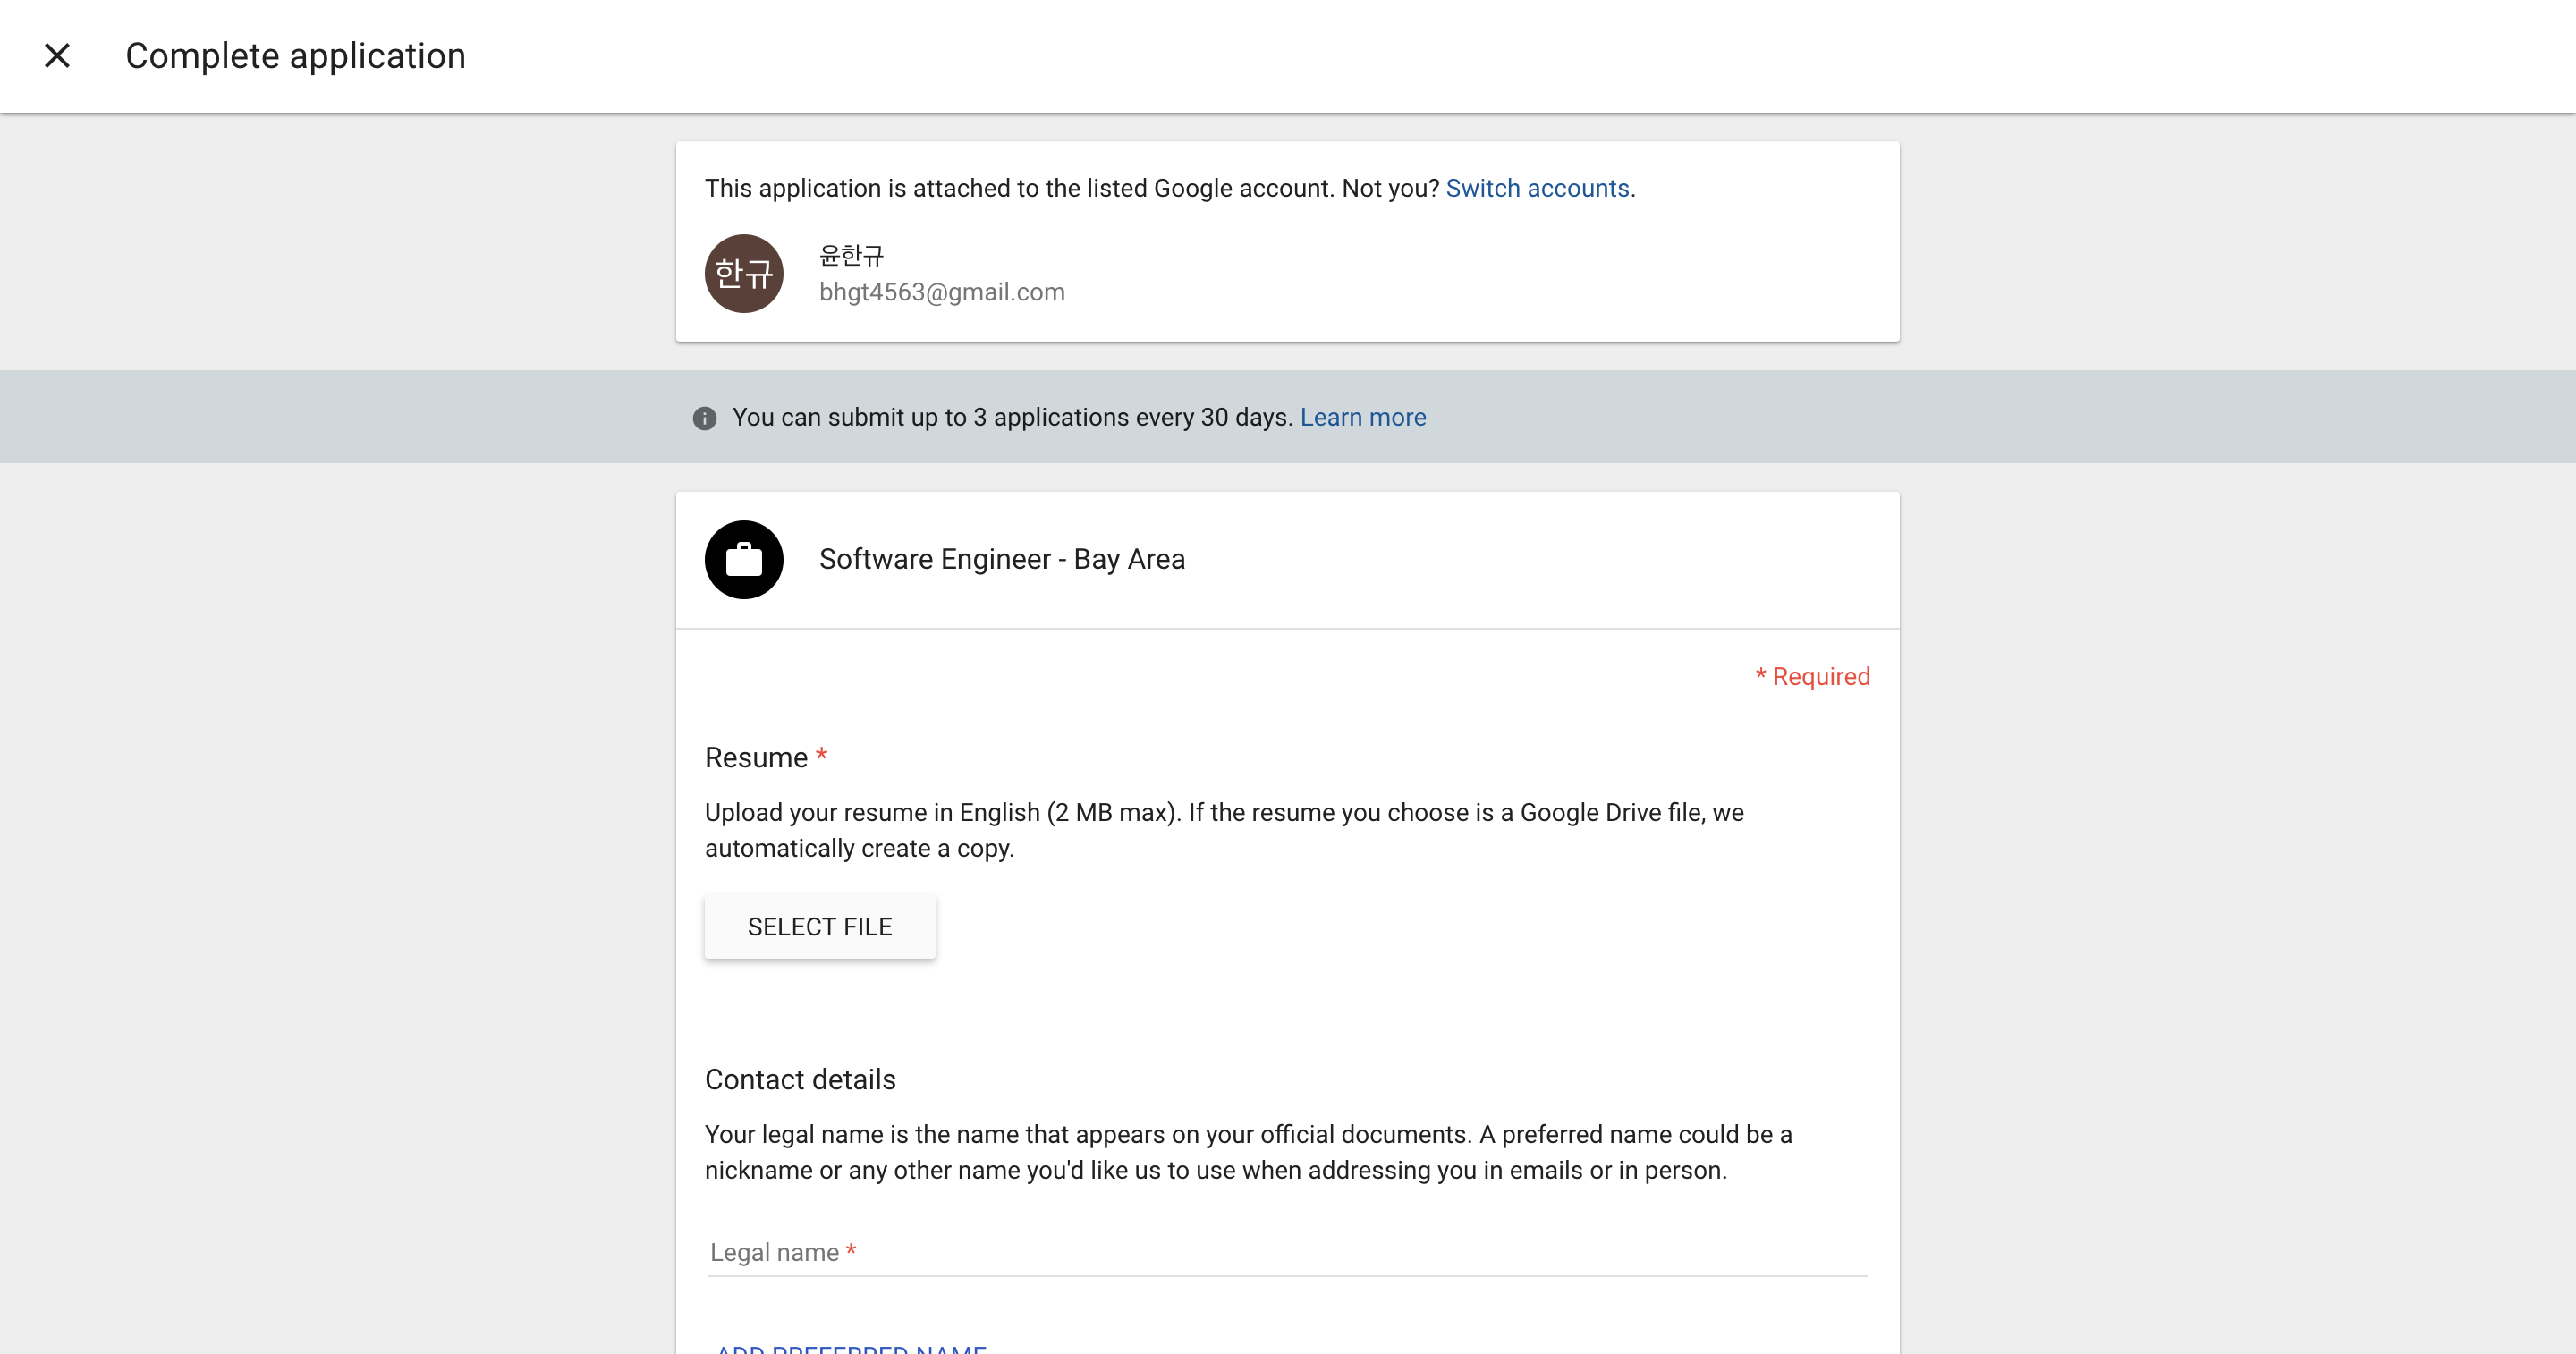 Complete application
This application is attached to the listed Google account. Not you? Switch accounts.
한규
윤한규
bhgt4563@gmail.com
You can submit up to 3 applications every 30 days. Learn more
Software Engineer - Bay Area
* Required
Resume *
Upload your resume in English (2 MB max). If the resume you choose is a Google Drive file, we
automatically create a copy.
SELECT FILE
Contact details
Your legal name is the name that appears on your official documents. A preferred name could be a
nickname or any other name you'd like us to use when addressing you in emails or in person.
Legal name *
ADD PREFERRED NAME